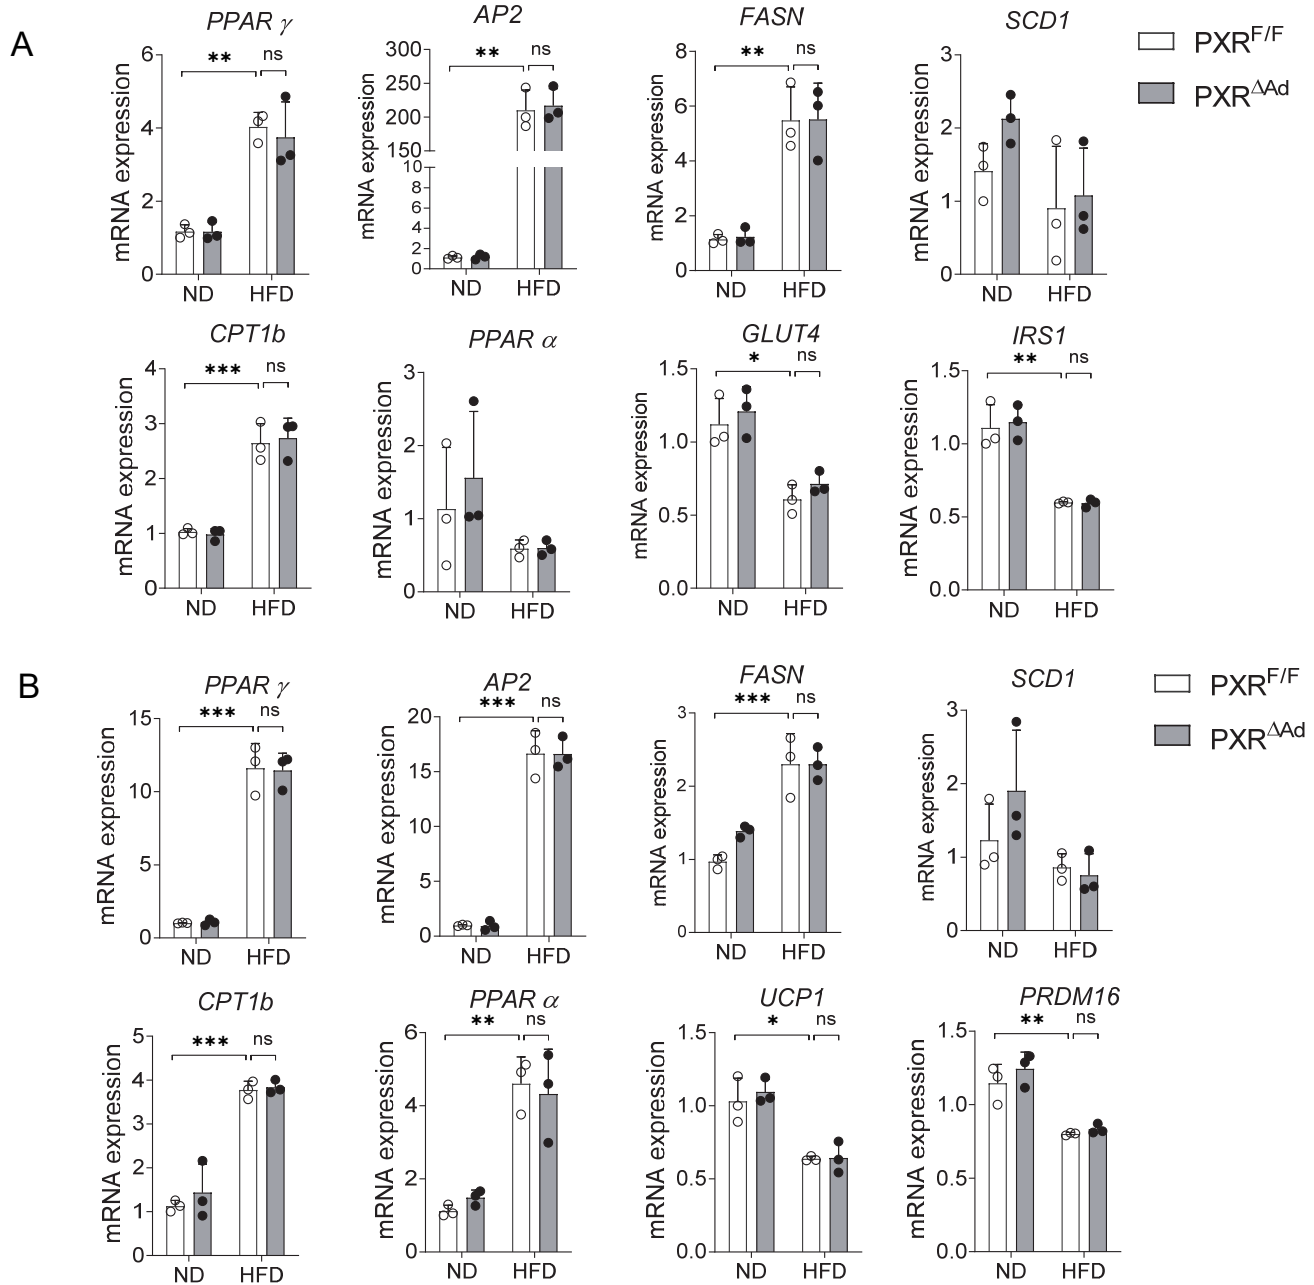 A
PPAR γ
AP2
FASN
SCD1
PXR^F/F
PXR^ΔAd
mRNA expression
6
4
2
0
**
ns
ND
HFD
mRNA expression
300
250
200
150
10
8
6
4
2
0
**
ns
ND
HFD
mRNA expression
8
6
4
2
0
**
ns
ND
HFD
mRNA expression
3
2
1
0
ND
HFD
CPT1b
PPAR α
GLUT4
IRS1
mRNA expression
4
3
2
1
0
***
ns
ND
HFD
mRNA expression
3
2
1
0
ND
HFD
mRNA expression
1.5
1.0
0.5
0.0
*
ns
ND
HFD
mRNA expression
1.5
1.0
0.5
0.0
**
ns
ND
HFD
B
PPAR γ
AP2
FASN
SCD1
PXR^F/F
PXR^ΔAd
mRNA expression
15
10
5
0
***
ns
ND
HFD
mRNA expression
20
15
10
5
0
***
ns
ND
HFD
mRNA expression
3
2
1
0
***
ns
ND
HFD
mRNA expression
3
2
1
0
ND
HFD
CPT1b
PPAR α
UCP1
PRDM16
mRNA expression
5
4
3
2
1
0
***
ns
ND
HFD
mRNA expression
6
4
2
0
**
ns
ND
HFD
mRNA expression
1.5
1.0
0.5
0.0
*
ns
ND
HFD
mRNA expression
1.5
1.0
0.5
0.0
**
ns
ND
HFD